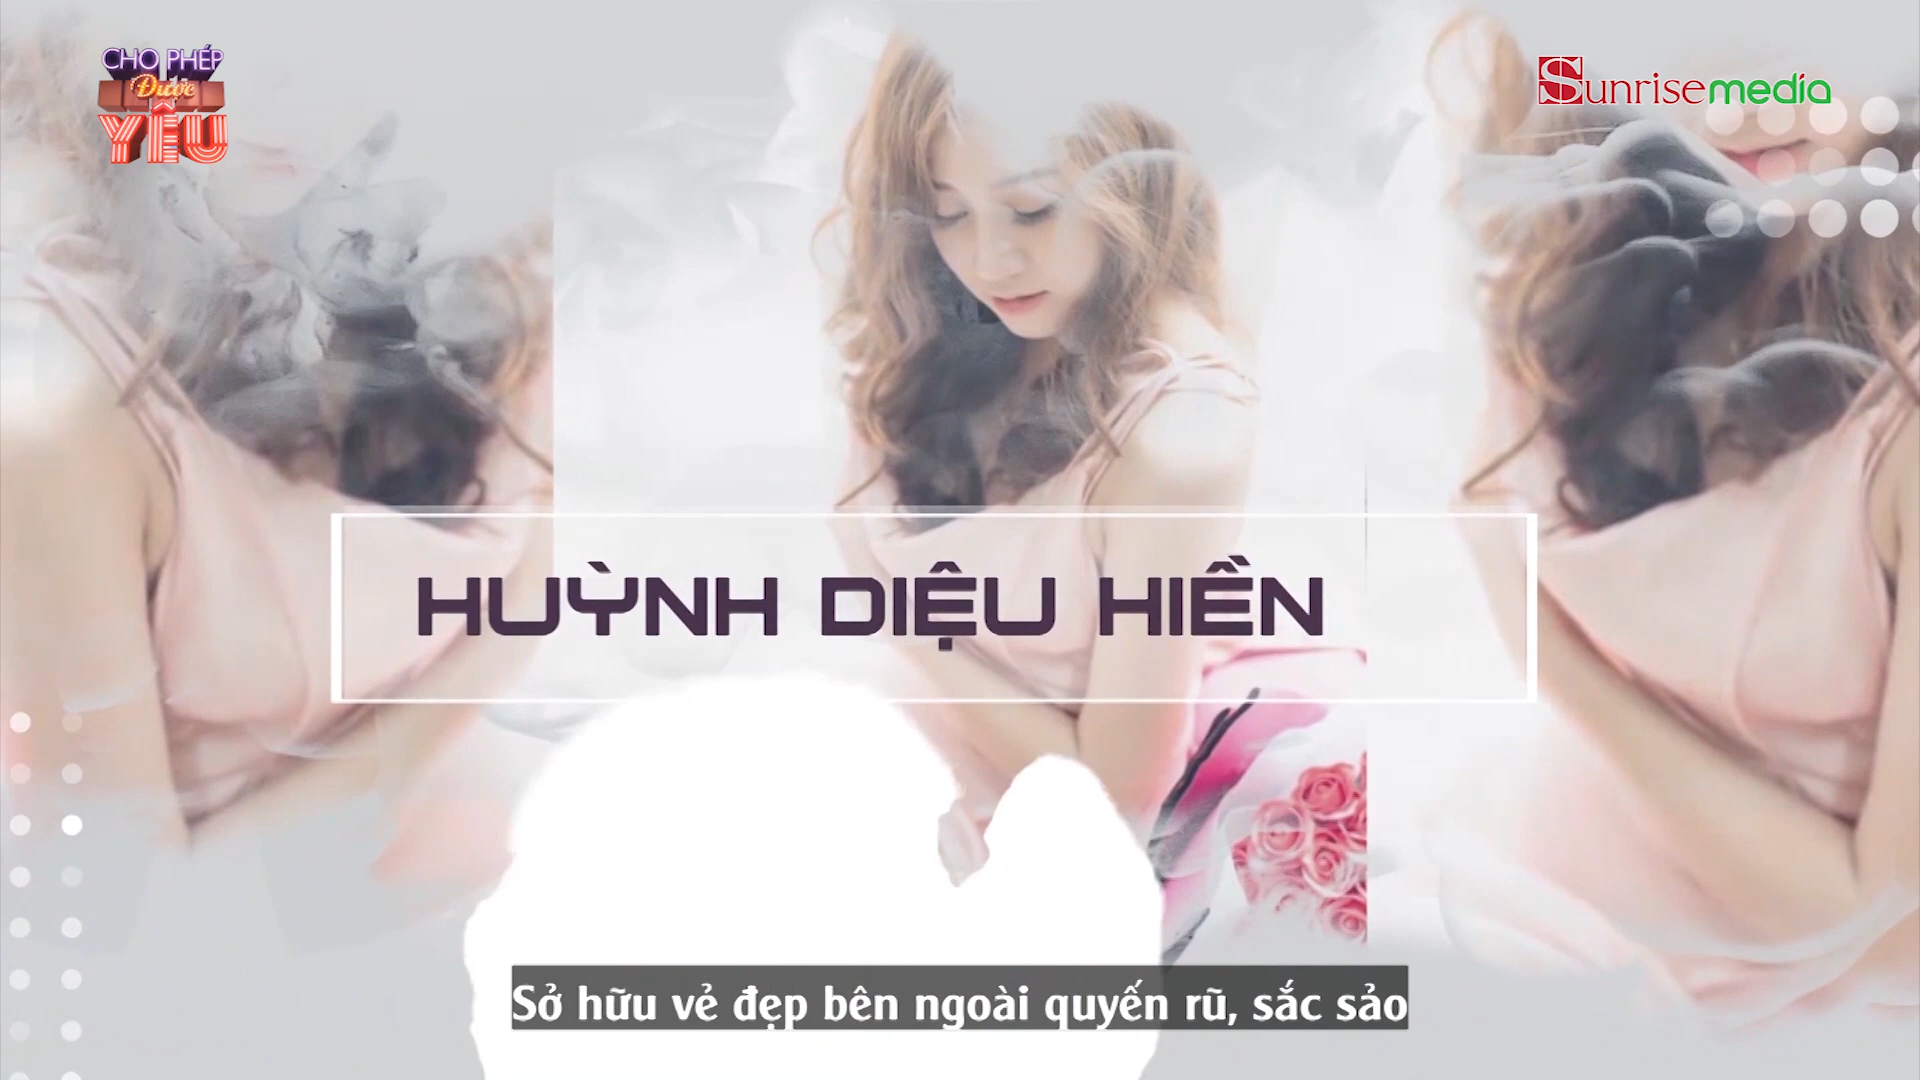 CHO PHÉP
Được
YÊU
Sunrisemedia
HUỲNH DIỆU HIỀN
Sở hữu vẻ đẹp bên ngoài quyến rũ, sắc sảo